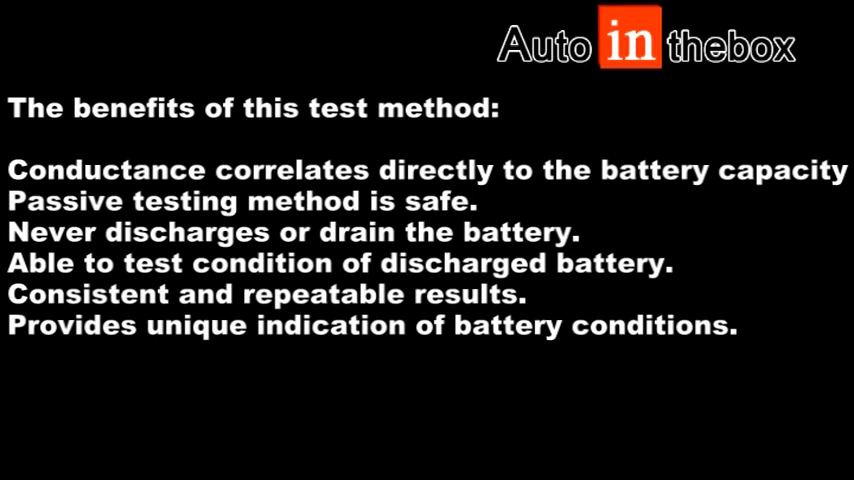 Auto in thebox
The benefits of this test method:
Conductance correlates directly to the battery capacity
Passive testing method is safe.
Never discharges or drain the battery.
Able to test condition of discharged battery.
Consistent and repeatable results.
Provides unique indication of battery conditions.